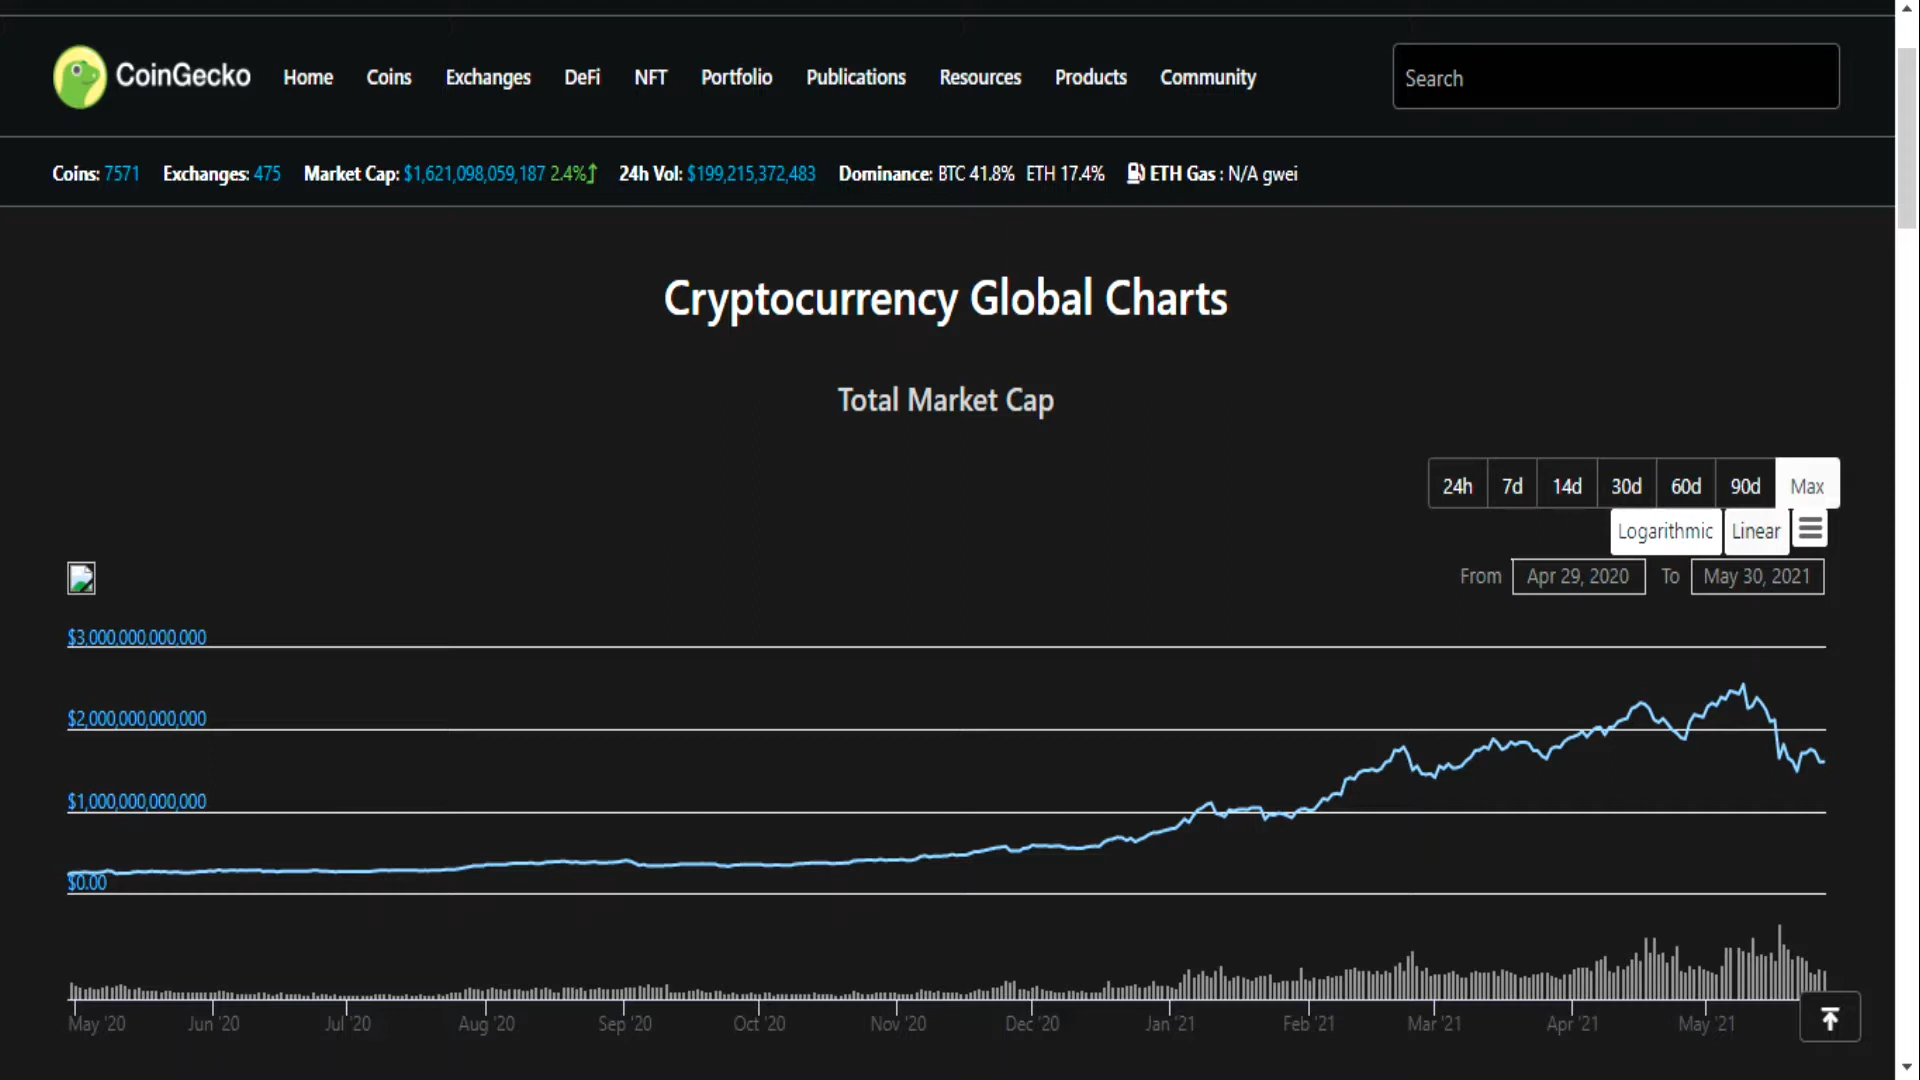 CoinGecko Home Coins Exchanges DeFi NFT Portfolio Publications Resources Products Community Search
Coins: 7571 Exchanges: 475 Market Cap: $1,621,098,059,187 2.4% 24h Vol: $199,215,372,483 Dominance: BTC 41.8% ETH 17.4% ETH Gas : N/A gwei
Cryptocurrency Global Charts
Total Market Cap
24h 7d 14d 30d 60d 90d Max
Logarithmic Linear
From Apr 29, 2020 To May 30, 2021
$3,000,000,000,000
$2,000,000,000,000
$1,000,000,000,000
$0.00
May '20 Jun '20 Jul '20 Aug '20 Sep '20 Oct '20 Nov '20 Dec '20 Jan '21 Feb '21 Mar '21 Apr '21 May '21